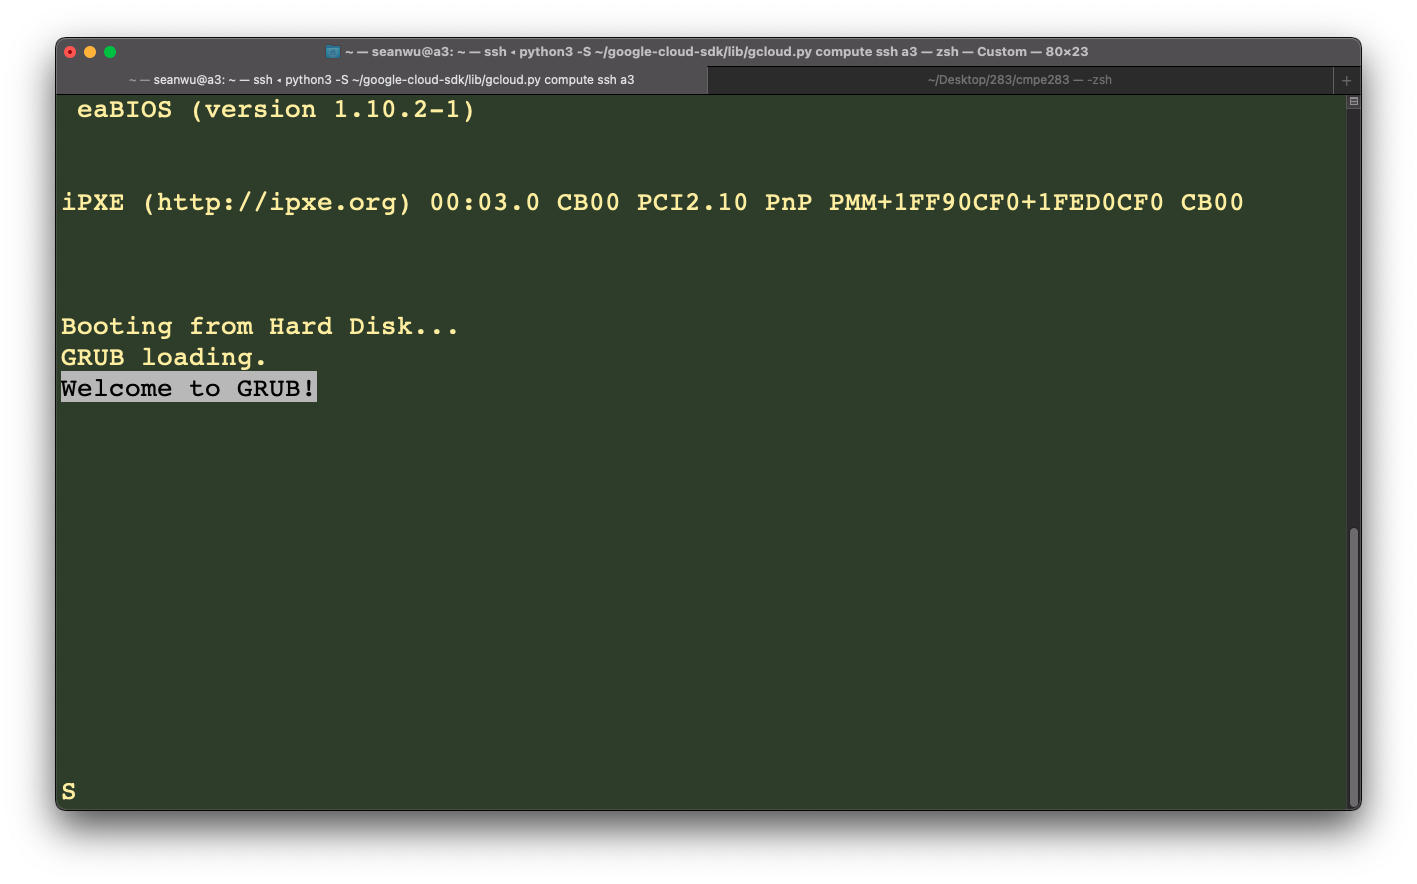 ~ — seanwu@a3: ~ — ssh ◂ python3 -S ~/google-cloud-sdk/lib/gcloud.py compute ssh a3 — zsh — Custom — 80×23
~ — seanwu@a3: ~ — ssh ◂ python3 -S ~/google-cloud-sdk/lib/gcloud.py compute ssh a3
~/Desktop/283/cmpe283 — -zsh
+
eaBIOS (version 1.10.2-1)
iPXE (http://ipxe.org) 00:03.0 CB00 PCI2.10 PnP PMM+1FF90CF0+1FED0CF0 CB00
Booting from Hard Disk...
GRUB loading.
Welcome to GRUB!
S